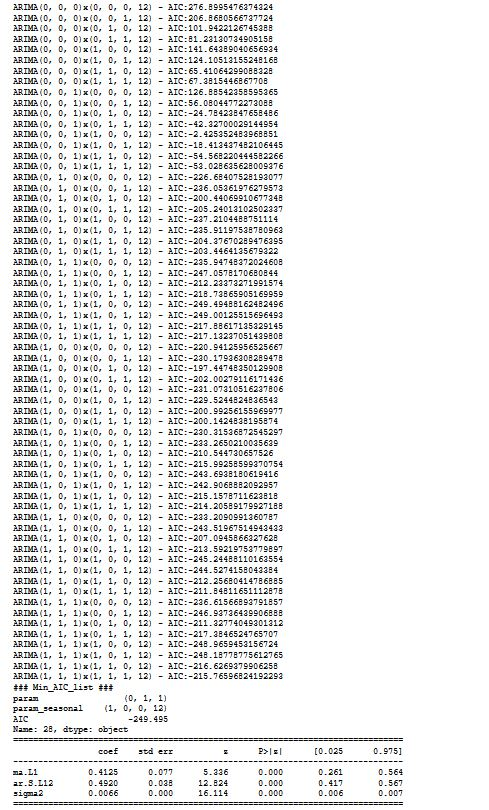 ARIMA(0, 0, 0)x(0, 0, 0, 12) - AIC:276.8995476374324
ARIMA(0, 0, 0)x(0, 0, 1, 12) - AIC:206.8680566737724
ARIMA(0, 0, 0)x(0, 1, 0, 12) - AIC:101.9422126745388
ARIMA(0, 0, 0)x(0, 1, 1, 12) - AIC:81.23130734905158
ARIMA(0, 0, 0)x(1, 0, 0, 12) - AIC:141.64389040656934
ARIMA(0, 0, 0)x(1, 0, 1, 12) - AIC:124.10513155248168
ARIMA(0, 0, 0)x(1, 1, 0, 12) - AIC:65.41064299088328
ARIMA(0, 0, 0)x(1, 1, 1, 12) - AIC:67.3815446867708
ARIMA(0, 0, 1)x(0, 0, 0, 12) - AIC:126.88542358595365
ARIMA(0, 0, 1)x(0, 0, 1, 12) - AIC:56.08044772273088
ARIMA(0, 0, 1)x(0, 1, 0, 12) - AIC:-24.78423847658486
ARIMA(0, 0, 1)x(0, 1, 1, 12) - AIC:-42.32700029144954
ARIMA(0, 0, 1)x(1, 0, 0, 12) - AIC:-2.425352483968851
ARIMA(0, 0, 1)x(1, 0, 1, 12) - AIC:-18.413437482106445
ARIMA(0, 0, 1)x(1, 1, 0, 12) - AIC:-54.568220444582266
ARIMA(0, 0, 1)x(1, 1, 1, 12) - AIC:-53.028635628009376
ARIMA(0, 1, 0)x(0, 0, 0, 12) - AIC:-226.68407528193077
ARIMA(0, 1, 0)x(0, 0, 1, 12) - AIC:-236.05361976279573
ARIMA(0, 1, 0)x(0, 1, 0, 12) - AIC:-200.44069910677348
ARIMA(0, 1, 0)x(0, 1, 1, 12) - AIC:-205.24013102502337
ARIMA(0, 1, 0)x(1, 0, 0, 12) - AIC:-237.2104488751114
ARIMA(0, 1, 0)x(1, 0, 1, 12) - AIC:-235.91197538780963
ARIMA(0, 1, 0)x(1, 1, 0, 12) - AIC:-204.37670289476395
ARIMA(0, 1, 0)x(1, 1, 1, 12) - AIC:-203.4464135679322
ARIMA(0, 1, 1)x(0, 0, 0, 12) - AIC:-235.94748372024608
ARIMA(0, 1, 1)x(0, 0, 1, 12) - AIC:-247.0578170680844
ARIMA(0, 1, 1)x(0, 1, 0, 12) - AIC:-212.23373271991574
ARIMA(0, 1, 1)x(0, 1, 1, 12) - AIC:-218.73865905169959
ARIMA(0, 1, 1)x(1, 0, 0, 12) - AIC:-249.49488162482496
ARIMA(0, 1, 1)x(1, 0, 1, 12) - AIC:-249.00125515696493
ARIMA(0, 1, 1)x(1, 1, 0, 12) - AIC:-217.88617135329145
ARIMA(0, 1, 1)x(1, 1, 1, 12) - AIC:-217.13237051439808
ARIMA(1, 0, 0)x(0, 0, 0, 12) - AIC:-220.94125956525667
ARIMA(1, 0, 0)x(0, 0, 1, 12) - AIC:-230.17936308289478
ARIMA(1, 0, 0)x(0, 1, 0, 12) - AIC:-197.44748350129908
ARIMA(1, 0, 0)x(0, 1, 1, 12) - AIC:-202.00279116171436
ARIMA(1, 0, 0)x(1, 0, 0, 12) - AIC:-231.07310516237806
ARIMA(1, 0, 0)x(1, 0, 1, 12) - AIC:-229.5244824836543
ARIMA(1, 0, 0)x(1, 1, 0, 12) - AIC:-200.99256155969977
ARIMA(1, 0, 0)x(1, 1, 1, 12) - AIC:-200.1424838195874
ARIMA(1, 0, 1)x(0, 0, 0, 12) - AIC:-230.31536872545297
ARIMA(1, 0, 1)x(0, 0, 1, 12) - AIC:-233.2650210035639
ARIMA(1, 0, 1)x(0, 1, 0, 12) - AIC:-210.544730657526
ARIMA(1, 0, 1)x(0, 1, 1, 12) - AIC:-215.99258599370754
ARIMA(1, 0, 1)x(1, 0, 0, 12) - AIC:-243.6938180619416
ARIMA(1, 0, 1)x(1, 0, 1, 12) - AIC:-242.9068882092957
ARIMA(1, 0, 1)x(1, 1, 0, 12) - AIC:-215.1578711623818
ARIMA(1, 0, 1)x(1, 1, 1, 12) - AIC:-214.20589179927188
ARIMA(1, 1, 0)x(0, 0, 0, 12) - AIC:-233.2090991360787
ARIMA(1, 1, 0)x(0, 0, 1, 12) - AIC:-243.51967514943433
ARIMA(1, 1, 0)x(0, 1, 0, 12) - AIC:-207.0945866327628
ARIMA(1, 1, 0)x(0, 1, 1, 12) - AIC:-213.59219753779897
ARIMA(1, 1, 0)x(1, 0, 0, 12) - AIC:-245.24488110163554
ARIMA(1, 1, 0)x(1, 0, 1, 12) - AIC:-244.5274158043384
ARIMA(1, 1, 0)x(1, 1, 0, 12) - AIC:-212.25680414786885
ARIMA(1, 1, 0)x(1, 1, 1, 12) - AIC:-211.84811651112878
ARIMA(1, 1, 1)x(0, 0, 0, 12) - AIC:-236.61566893791857
ARIMA(1, 1, 1)x(0, 0, 1, 12) - AIC:-246.93736439906888
ARIMA(1, 1, 1)x(0, 1, 0, 12) - AIC:-211.32774049301312
ARIMA(1, 1, 1)x(0, 1, 1, 12) - AIC:-217.3846524765707
ARIMA(1, 1, 1)x(1, 0, 0, 12) - AIC:-248.9659453156724
ARIMA(1, 1, 1)x(1, 0, 1, 12) - AIC:-248.18778775612765
ARIMA(1, 1, 1)x(1, 1, 0, 12) - AIC:-216.6269379906258
ARIMA(1, 1, 1)x(1, 1, 1, 12) - AIC:-215.76596824192293
### Min_AIC_list ###
param (0, 1, 1)
param_seasonal (1, 0, 0, 12)
AIC -249.495
Name: 28, dtype: object
coef std err z P>|z| [0.025 0.975]
ma.L1 0.4125 0.077 5.336 0.000 0.261 0.564
ar.S.L12 0.4920 0.038 12.824 0.000 0.417 0.567
sigma2 0.0066 0.000 16.114 0.000 0.006 0.007